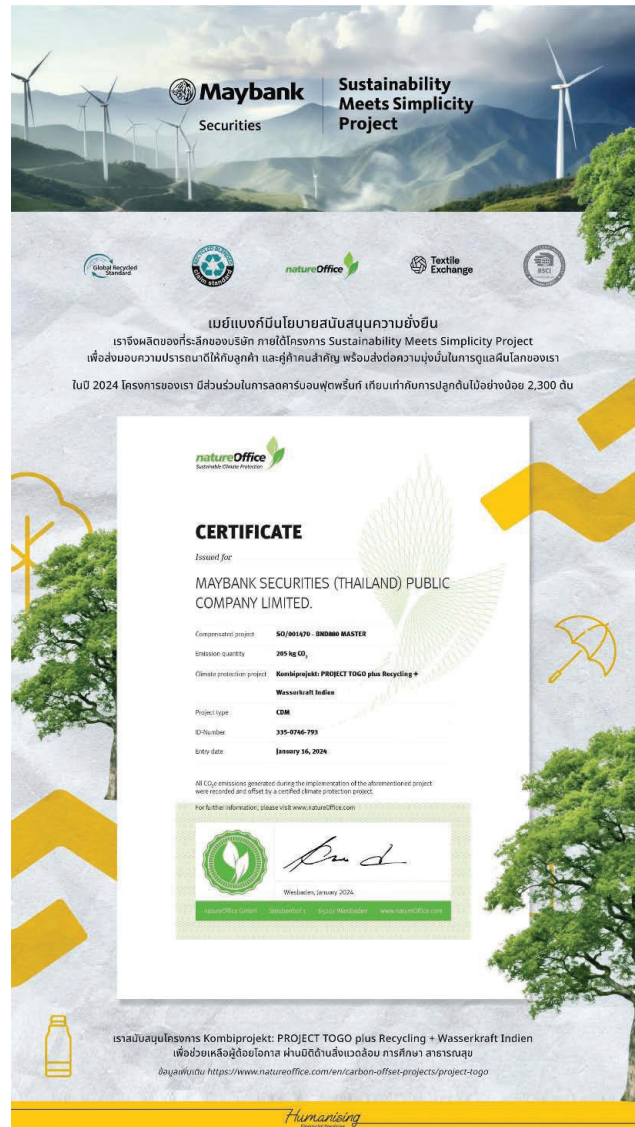 Maybank
Securities
Sustainability
Meets Simplicity
Project
Global Recycled
Standard
RECYCLED BLENDED
claim standard
natureOffice
Textile
Exchange
BSCI
เมย์แบงก์มีนโยบายสนับสนุนความยั่งยืน
เราจึงผลิตของที่ระลึกของบริษัท ภายใต้โครงการ Sustainability Meets Simplicity Project
เพื่อส่งมอบความปรารถนาดีให้กับลูกค้า และคู่ค้าคนสำคัญ พร้อมส่งต่อความมุ่งมั่นในการดูแลผืนโลกของเรา
ในปี 2024 โครงการของเรา มีส่วนร่วมในการลดคาร์บอนฟุตพริ้นท์ เทียบเท่ากับการปลูกต้นไม้อย่างน้อย 2,300 ต้น
natureOffice
Sustainable Climate Protection
CERTIFICATE
Issued for
MAYBANK SECURITIES (THAILAND) PUBLIC
COMPANY LIMITED.
Compensated project SO/001470 - BND880 MASTER
Emission quantity 205 kg CO₂
Climate protection project Kombiprojekt: PROJECT TOGO plus Recycling +
Wasserkraft Indien
Project type CDM
ID-Number 335-0746-793
Entry date January 16, 2024
All CO₂e emissions generated during the implementation of the aforementioned project
were recorded and offset by a certified climate protection project.
For further information, please visit www.natureOffice.com
Wiesbaden, January 2024
natureOffice GmbH Wiesbaden www.natureOffice.com
เราสนับสนุนโครงการ Kombiprojekt: PROJECT TOGO plus Recycling + Wasserkraft Indien
เพื่อช่วยเหลือผู้ด้อยโอกาส ผ่านมิติด้านสิ่งแวดล้อม การศึกษา สาธารณสุข
ข้อมูลเพิ่มเติม https://www.natureoffice.com/en/carbon-offset-projects/project-togo
Humanising